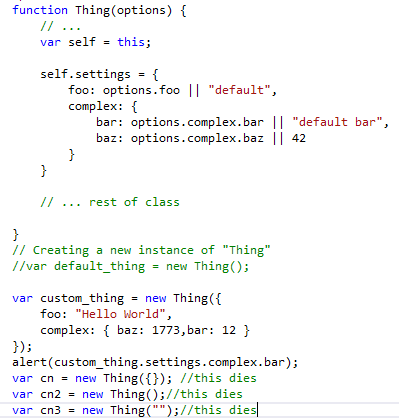 function Thing(options) {
    // ...
    var self = this;

    self.settings = {
        foo: options.foo || "default",
        complex: {
            bar: options.complex.bar || "default bar",
            baz: options.complex.baz || 42
        }
    }

    // ... rest of class

}
// Creating a new instance of "Thing"
//var default_thing = new Thing();

var custom_thing = new Thing({
    foo: "Hello World",
    complex: { baz: 1773,bar: 12 }
});
alert(custom_thing.settings.complex.bar);
var cn = new Thing({}); //this dies
var cn2 = new Thing();//this dies
var cn3 = new Thing("");//this dies